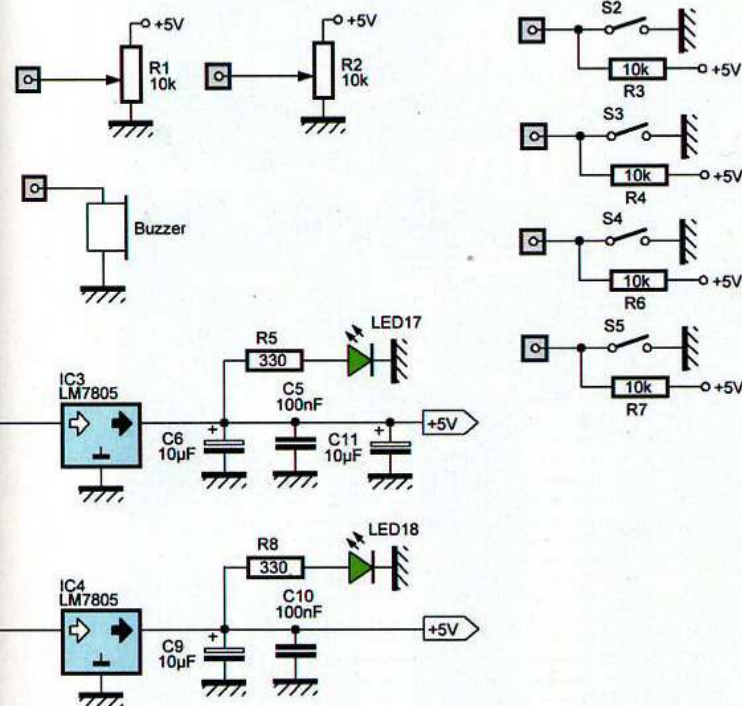 +5V
R1
10k
+5V
R2
10k
S2
10k
+5V
R3
S3
10k
+5V
R4
Buzzer
S4
10k
+5V
R6
S5
10k
+5V
R7
R5
330
LED17
IC3
LM7805
C5
100nF
+
C6
10µF
+
C11
10µF
+5V
R8
330
LED18
IC4
LM7805
C10
100nF
+
C9
10µF
+5V